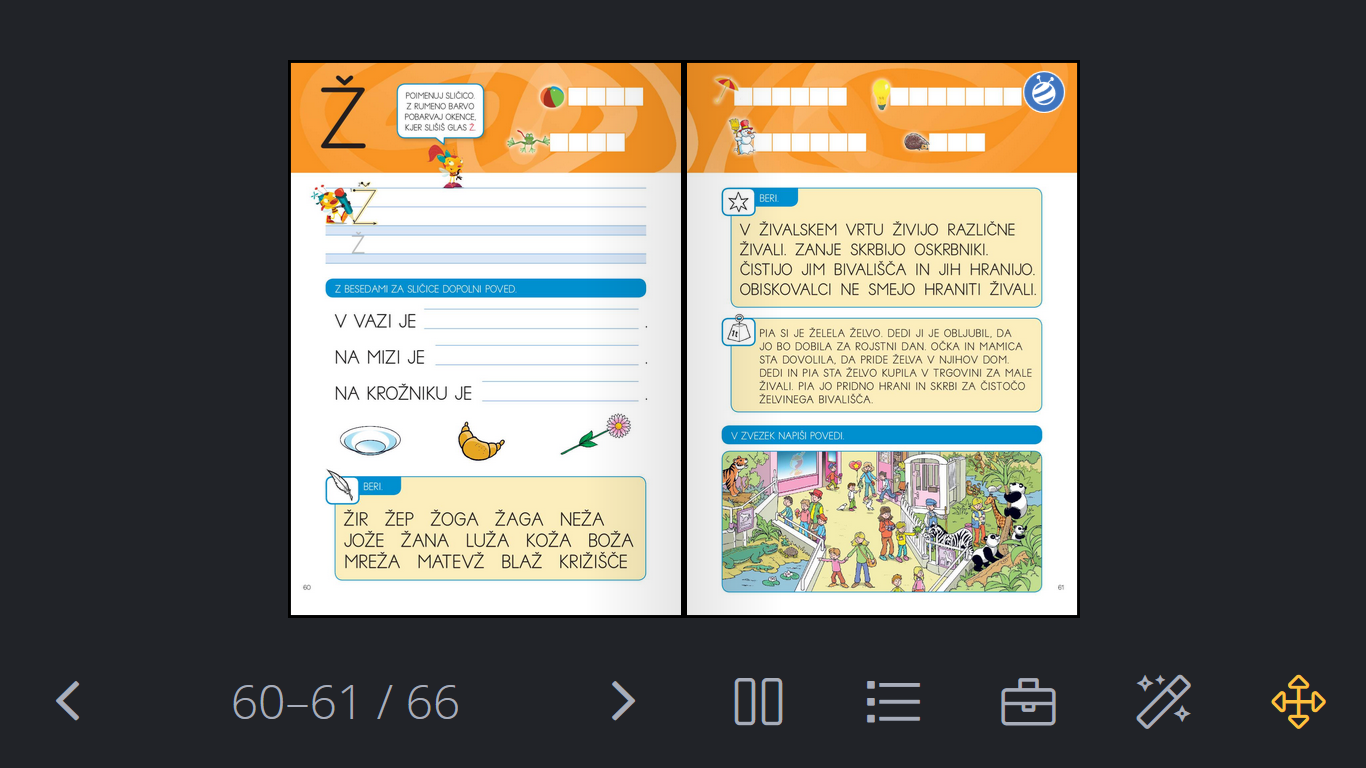 Ž
POIMENUJ SLIČICO.
Z RUMENO BARVO
POBARVAJ OKENCE,
KJER SLIŠIŠ GLAS Ž.
Ž
Ž
Z BESEDAMI ZA SLIČICE DOPOLNI POVED.
V VAZI JE .
NA MIZI JE .
NA KROŽNIKU JE .
BERI.
ŽIR ŽEP ŽOGA ŽAGA NEŽA
JOŽE ŽANA LUŽA KOŽA BOŽA
MREŽA MATEVŽ BLAŽ KRIŽIŠČE
60
BERI.
V ŽIVALSKEM VRTU ŽIVIJO RAZLIČNE
ŽIVALI. ZANJE SKRBIJO OSKRBNIKI.
ČISTIJO JIM BIVALIŠČA IN JIH HRANIJO.
OBISKOVALCI NE SMEJO HRANITI ŽIVALI.
1t
PIA SI JE ŽELELA ŽELVO. DEDI JI JE OBLJUBIL, DA
JO BO DOBILA ZA ROJSTNI DAN. OČKA IN MAMICA
STA DOVOLILA, DA PRIDE ŽELVA V NJIHOV DOM.
DEDI IN PIA STA ŽELVO KUPILA V TRGOVINI ZA MALE
ŽIVALI. PIA JO PRIDNO HRANI IN SKRBI ZA ČISTOČO
ŽELVINEGA BIVALIŠČA.
V ZVEZEK NAPIŠI POVEDI.
61
60–61 / 66